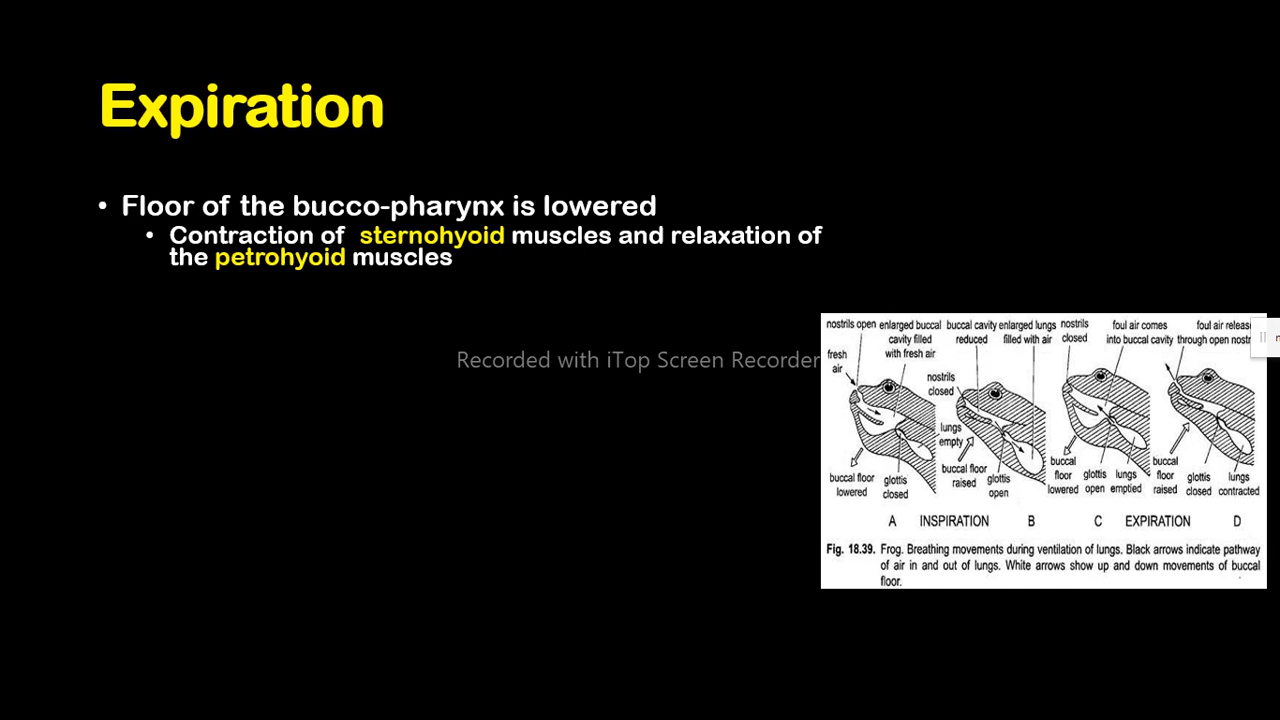 Expiration
• Floor of the bucco-pharynx is lowered
• Contraction of sternohyoid muscles and relaxation of
the petrohyoid muscles
Recorded with iTop Screen Recorder
nostrils open
enlarged buccal
cavity filled
with fresh air
buccal cavity
reduced
enlarged lungs
filled with air
nostrils
closed
foul air comes
into buccal cavity
foul air releas
through open nostr
fresh
air
nostrils
closed
lungs
empty
buccal floor
lowered
glottis
closed
buccal floor
raised
glottis
open
buccal
floor
lowered
glottis
open
lungs
emptied
buccal
floor
raised
glottis
closed
lungs
contracted
A INSPIRATION B C EXPIRATION D
Fig. 18.39. Frog. Breathing movements during ventilation of lungs. Black arrows indicate pathway
of air in and out of lungs. White arrows show up and down movements of buccal
floor.